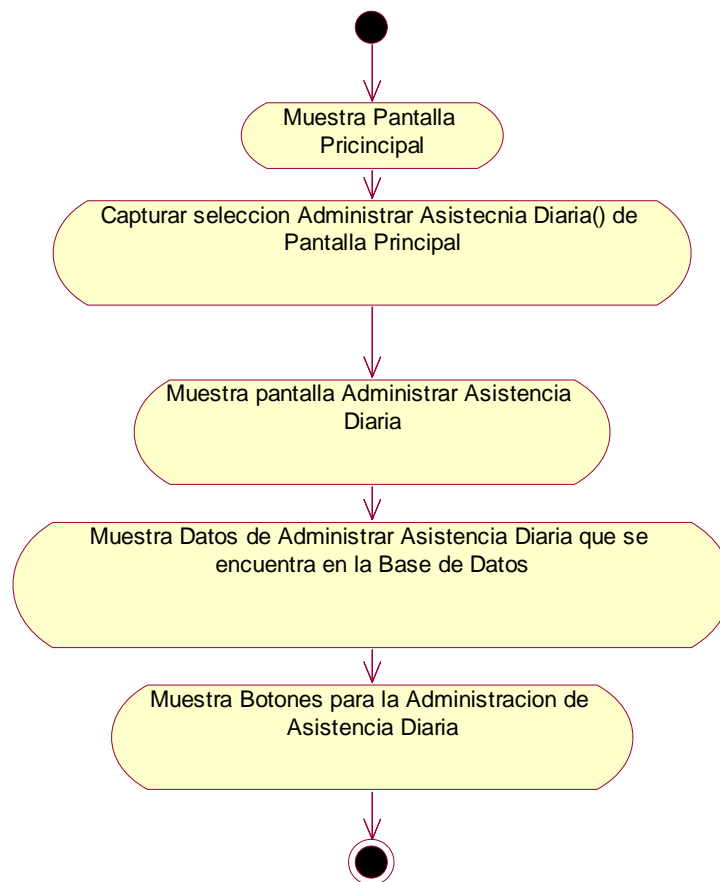 Muestra Pantalla
Pricincipal
Capturar seleccion Administrar Asistecnia Diaria() de
Pantalla Principal
Muestra pantalla Administrar Asistencia
Diaria
Muestra Datos de Administrar Asistencia Diaria que se
encuentra en la Base de Datos
Muestra Botones para la Administracion de
Asistencia Diaria